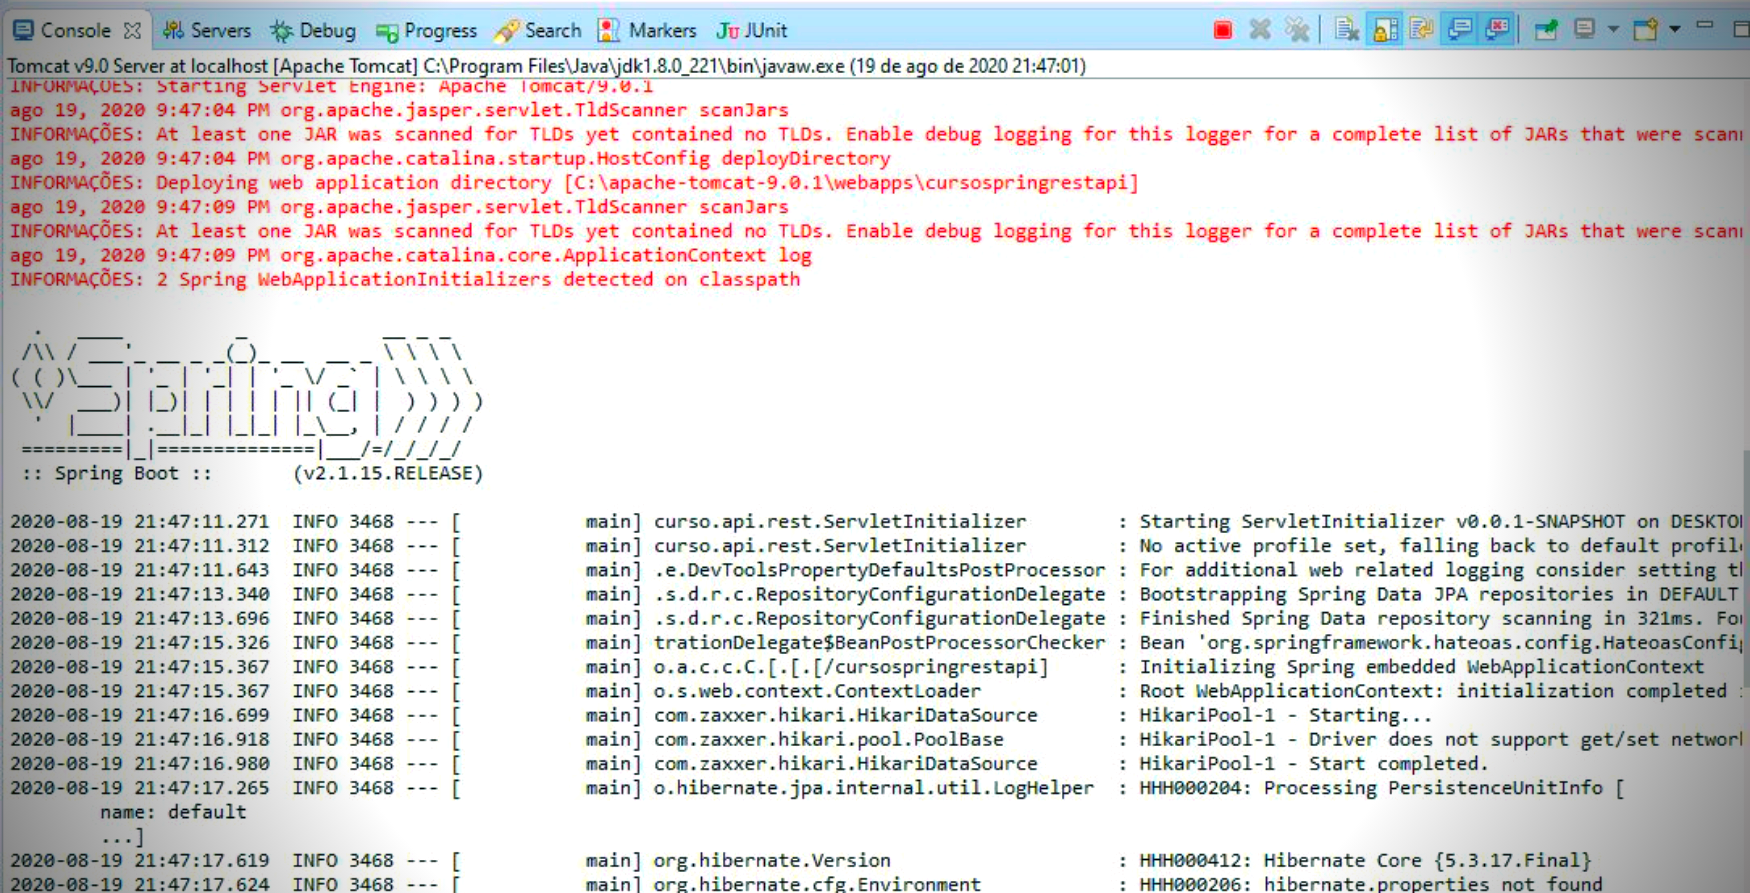 Console Servers Debug Progress Search Markers JUnit
Tomcat v9.0 Server at localhost [Apache Tomcat] C:\Program Files\Java\jdk1.8.0_221\bin\javaw.exe (19 de ago de 2020 21:47:01)
INFORMAÇÕES: Starting Servlet Engine: Apache Tomcat/9.0.1
ago 19, 2020 9:47:04 PM org.apache.jasper.servlet.TldScanner scanJars
INFORMAÇÕES: At least one JAR was scanned for TLDs yet contained no TLDs. Enable debug logging for this logger for a complete list of JARs that were scan
ago 19, 2020 9:47:04 PM org.apache.catalina.startup.HostConfig deployDirectory
INFORMAÇÕES: Deploying web application directory [C:\apache-tomcat-9.0.1\webapps\cursospringrestapi]
ago 19, 2020 9:47:09 PM org.apache.jasper.servlet.TldScanner scanJars
INFORMAÇÕES: At least one JAR was scanned for TLDs yet contained no TLDs. Enable debug logging for this logger for a complete list of JARs that were scan
ago 19, 2020 9:47:09 PM org.apache.catalina.core.ApplicationContext log
INFORMAÇÕES: 2 Spring WebApplicationInitializers detected on classpath
Spring
:: Spring Boot :: (v2.1.15.RELEASE)
2020-08-19 21:47:11.271 INFO 3468 --- [ main] curso.api.rest.ServletInitializer : Starting ServletInitializer v0.0.1-SNAPSHOT on DESKTO
2020-08-19 21:47:11.312 INFO 3468 --- [ main] curso.api.rest.ServletInitializer : No active profile set, falling back to default profil
2020-08-19 21:47:11.643 INFO 3468 --- [ main] .e.DevToolsPropertyDefaultsPostProcessor : For additional web related logging consider setting t
2020-08-19 21:47:13.340 INFO 3468 --- [ main] .s.d.r.c.RepositoryConfigurationDelegate : Bootstrapping Spring Data JPA repositories in DEFAULT
2020-08-19 21:47:13.696 INFO 3468 --- [ main] .s.d.r.c.RepositoryConfigurationDelegate : Finished Spring Data repository scanning in 321ms. Fo
2020-08-19 21:47:15.326 INFO 3468 --- [ main] trationDelegate$BeanPostProcessorChecker : Bean 'org.springframework.hateoas.config.HateoasConfi
2020-08-19 21:47:15.367 INFO 3468 --- [ main] o.a.c.c.C.[.[.[/cursospringrestapi] : Initializing Spring embedded WebApplicationContext
2020-08-19 21:47:15.367 INFO 3468 --- [ main] o.s.web.context.ContextLoader : Root WebApplicationContext: initialization completed
2020-08-19 21:47:16.699 INFO 3468 --- [ main] com.zaxxer.hikari.HikariDataSource : HikariPool-1 - Starting...
2020-08-19 21:47:16.918 INFO 3468 --- [ main] com.zaxxer.hikari.pool.PoolBase : HikariPool-1 - Driver does not support get/set networ
2020-08-19 21:47:16.980 INFO 3468 --- [ main] com.zaxxer.hikari.HikariDataSource : HikariPool-1 - Start completed.
2020-08-19 21:47:17.265 INFO 3468 --- [ main] o.hibernate.jpa.internal.util.LogHelper : HHH000204: Processing PersistenceUnitInfo [
name: default
...]
2020-08-19 21:47:17.619 INFO 3468 --- [ main] org.hibernate.Version : HHH000412: Hibernate Core {5.3.17.Final}
2020-08-19 21:47:17.624 INFO 3468 --- [ main] org.hibernate.cfg.Environment : HHH000206: hibernate.properties not found